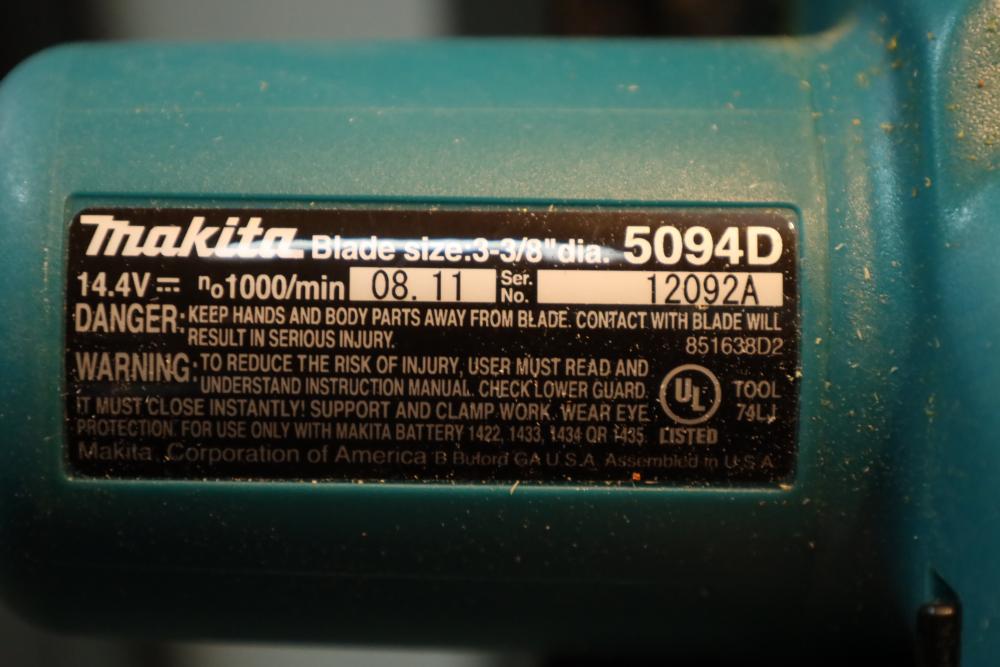 Makita Blade size:3-3/8"dia. 5094D
14.4V⎓ n₀1000/min 08. 11 Ser. No. 12092A
DANGER: KEEP HANDS AND BODY PARTS AWAY FROM BLADE. CONTACT WITH BLADE WILL
RESULT IN SERIOUS INJURY. 851638D2
WARNING: TO REDUCE THE RISK OF INJURY, USER MUST READ AND
UNDERSTAND INSTRUCTION MANUAL. CHECK LOWER GUARD.
IT MUST CLOSE INSTANTLY! SUPPORT AND CLAMP WORK. WEAR EYE
PROTECTION. FOR USE ONLY WITH MAKITA BATTERY 1422, 1433, 1434 OR 1435.
UL LISTED
TOOL
74LJ
Makita Corporation of America B Buford GA U.S.A. Assembled in U.S.A.